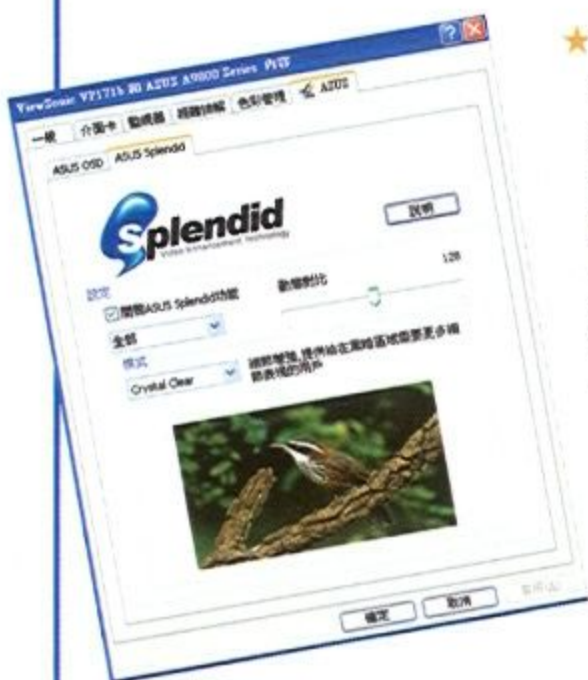 ViewSonic VP171b 和 ASUS A9800 Series 內容
一般 介面卡 監視器 疑難排解 色彩管理 ASUS
ASUS OSD ASUS Splendid
Splendid
Video Enhancement Technology
說明
設定
開啟ASUS Splendid功能
動態對比
128
全部
模式
Crystal Clear
細節增強, 提供給在黑暗區域需要更多細
節表現的用戶
確定 取消 套用(A)